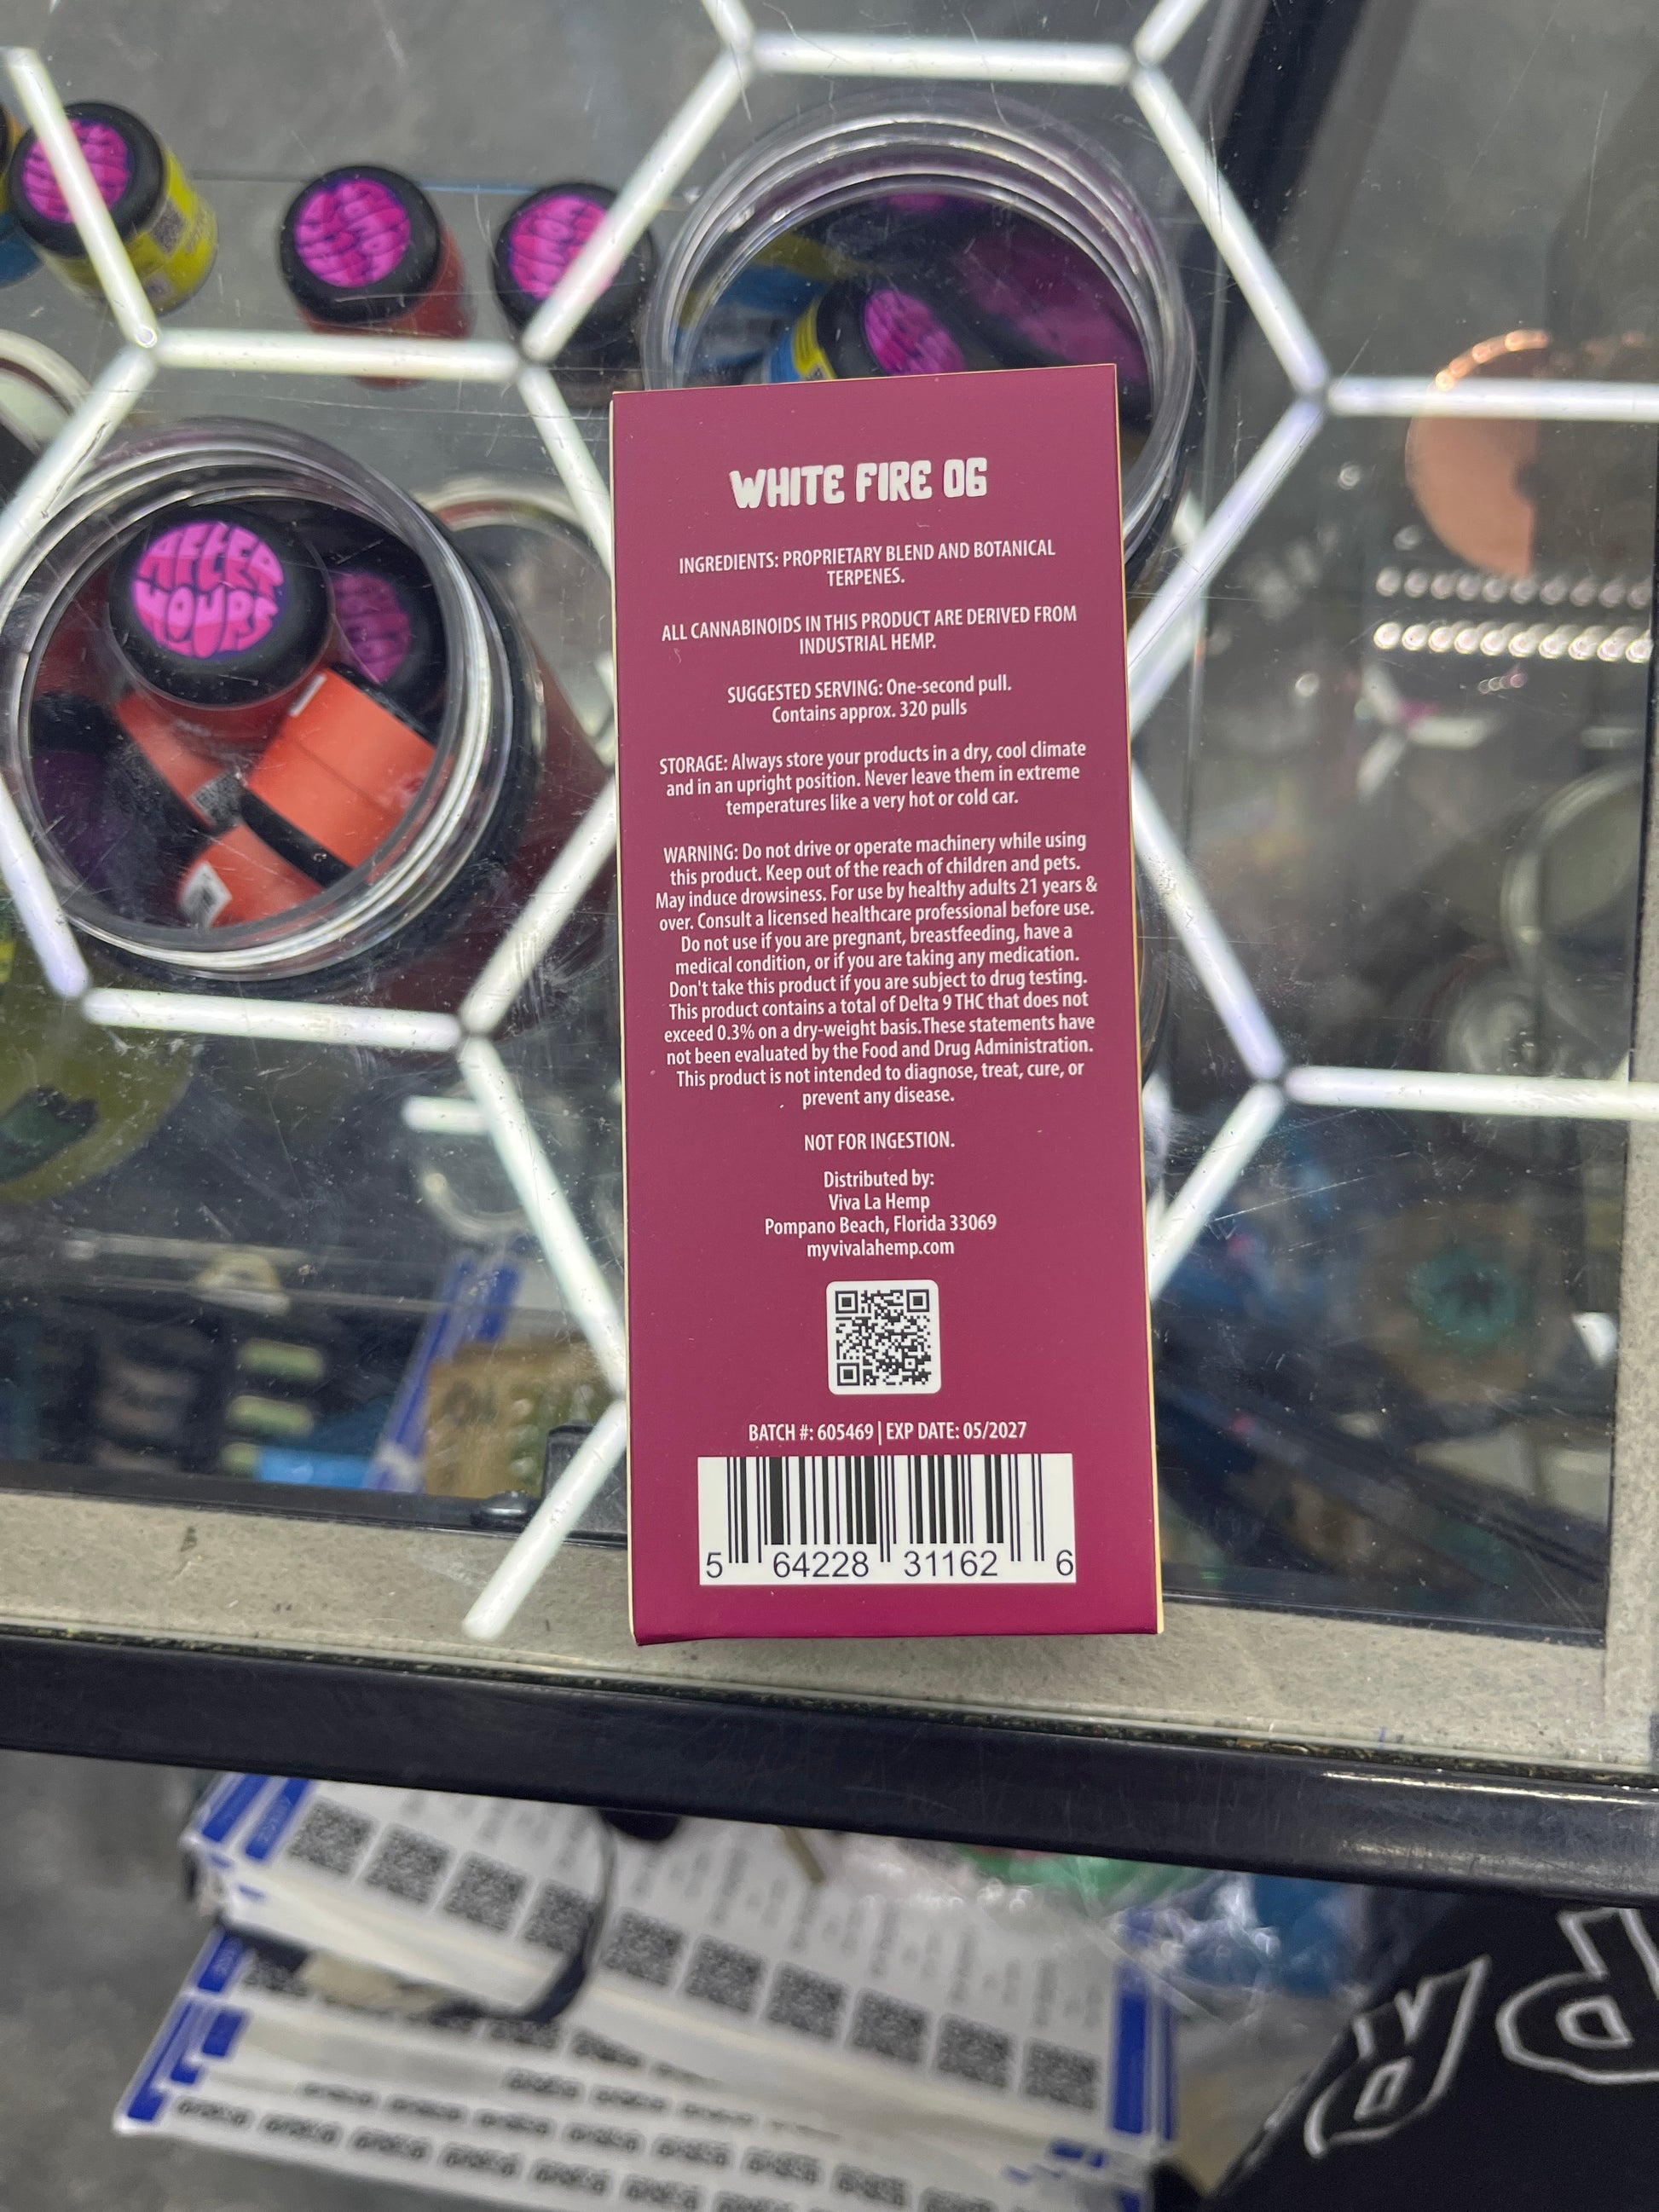 AFTER
HOURS
WHITE FIRE OG
INGREDIENTS: PROPRIETARY BLEND AND BOTANICAL
TERPENES.
ALL CANNABINOIDS IN THIS PRODUCT ARE DERIVED FROM
INDUSTRIAL HEMP.
SUGGESTED SERVING: One-second pull.
Contains approx. 320 pulls
STORAGE: Always store your products in a dry, cool climate
and in an upright position. Never leave them in extreme
temperatures like a very hot or cold car.
WARNING: Do not drive or operate machinery while using
this product. Keep out of the reach of children and pets.
May induce drowsiness. For use by healthy adults 21 years &
over. Consult a licensed healthcare professional before use.
Do not use if you are pregnant, breastfeeding, have a
medical condition, or if you are taking any medication.
Don't take this product if you are subject to drug testing.
This product contains a total of Delta 9 THC that does not
exceed 0.3% on a dry-weight basis.These statements have
not been evaluated by the Food and Drug Administration.
This product is not intended to diagnose, treat, cure, or
prevent any disease.
NOT FOR INGESTION.
Distributed by:
Viva La Hemp
Pompano Beach, Florida 33069
myvivalahemp.com
BATCH #: 605469 | EXP DATE: 05/2027
5 64228 31162 6